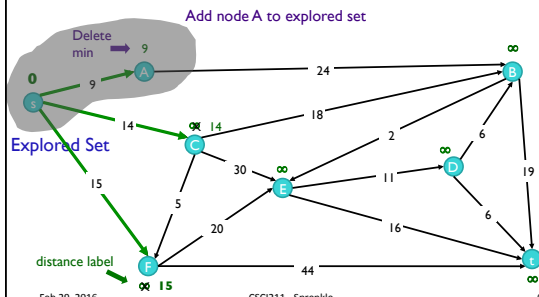 Add node A to explored set
Delete
min
9
∞
0
A
B
s
9
24
14
18
∞ 14
C
2
6
Explored Set
∞
∞
D
30
E
11
19
15
5
6
20
16
distance label
F
44
t
∞ 15
∞